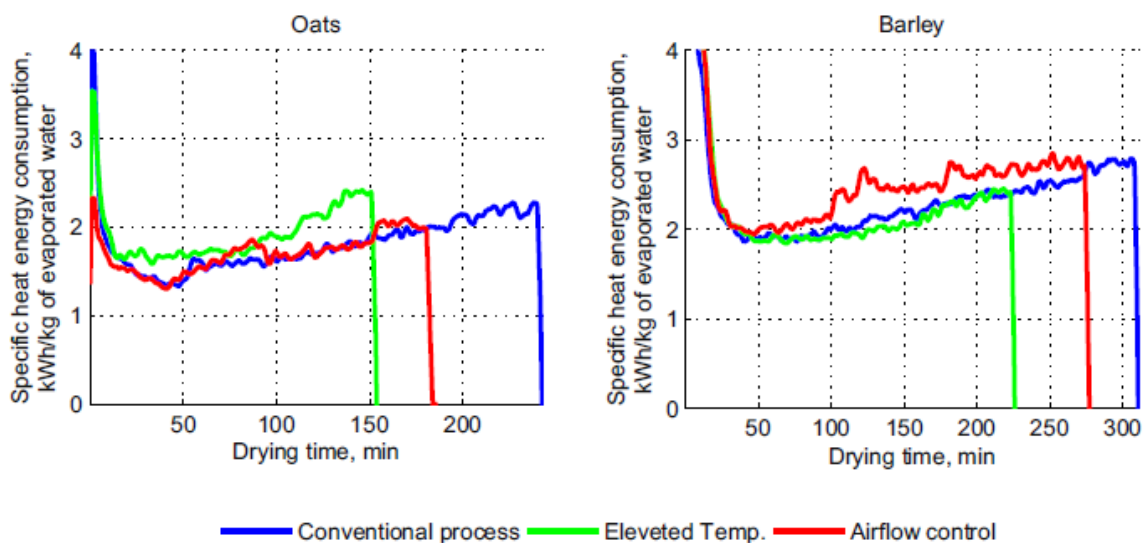 Oats
Specific heat energy consumption,
kWh/kg of evaporated water
4
3
2
1
0
50
100
150
200
Drying time, min
Barley
Specific heat energy consumption,
kWh/kg of evaporated water
4
3
2
1
0
50
100
150
200
250
300
Drying time, min
Conventional process
Eleveted Temp.
Airflow control